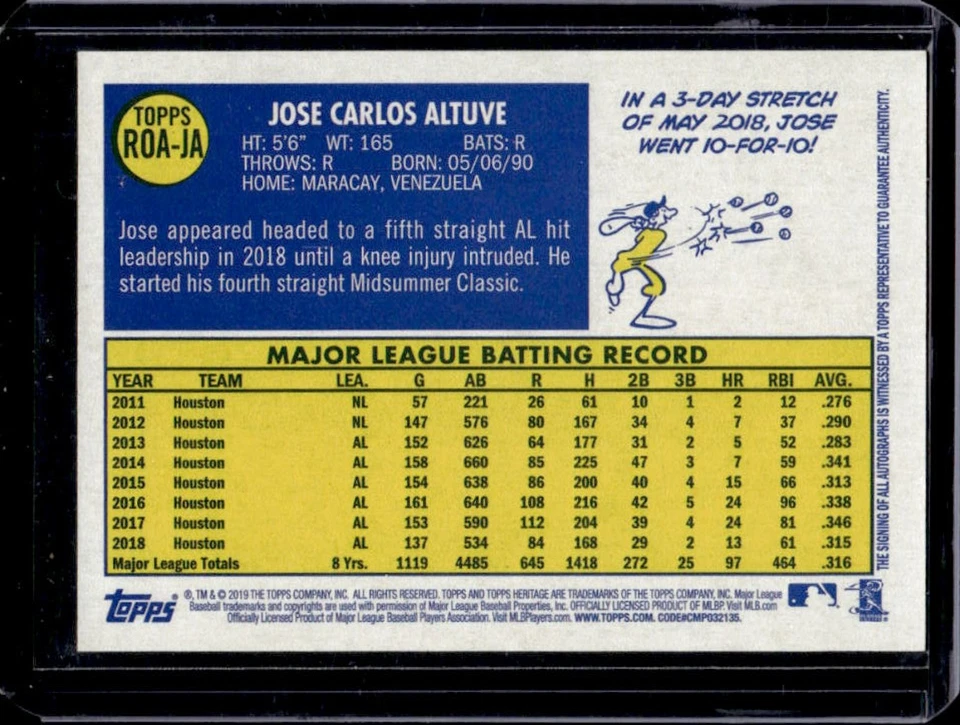 TOPPS
ROA-JA
JOSE CARLOS ALTUVE
HT: 5'6" WT: 165 BATS: R
THROWS: R BORN: 05/06/90
HOME: MARACAY, VENEZUELA
Jose appeared headed to a fifth straight AL hit
leadership in 2018 until a knee injury intruded. He
started his fourth straight Midsummer Classic.
IN A 3-DAY STRETCH
OF MAY 2018, JOSE
WENT 10-FOR-10!
MAJOR LEAGUE BATTING RECORD
YEAR TEAM LEA. G AB R H 2B 3B HR RBI AVG.
2011 Houston NL 57 221 26 61 10 1 2 12 .276
2012 Houston NL 147 576 80 167 34 4 7 37 .290
2013 Houston AL 152 626 64 177 31 2 5 52 .283
2014 Houston AL 158 660 85 225 47 3 7 59 .341
2015 Houston AL 154 638 86 200 40 4 15 66 .313
2016 Houston AL 161 640 108 216 42 5 24 96 .338
2017 Houston AL 153 590 112 204 39 4 24 81 .346
2018 Houston AL 137 534 84 168 29 2 13 61 .315
Major League Totals 8 Yrs. 1119 4485 645 1418 272 25 97 464 .316
THE SIGNING OF ALL AUTOGRAPHS IS WITNESSED BY A TOPPS REPRESENTATIVE TO GUARANTEE AUTHENTICITY.
topps
®, TM & © 2019 THE TOPPS COMPANY, INC. ALL RIGHTS RESERVED. TOPPS AND TOPPS HERITAGE ARE TRADEMARKS OF THE TOPPS COMPANY, INC. Major League
Baseball trademarks and copyrights are used with permission of Major League Baseball Properties, Inc. OFFICIALLY LICENSED PRODUCT OF MLBP. Visit MLB.com
Officially Licensed Product of Major League Baseball Players Association. Visit MLBPlayers.com. WWW.TOPPS.COM. CODE#CMP032135.